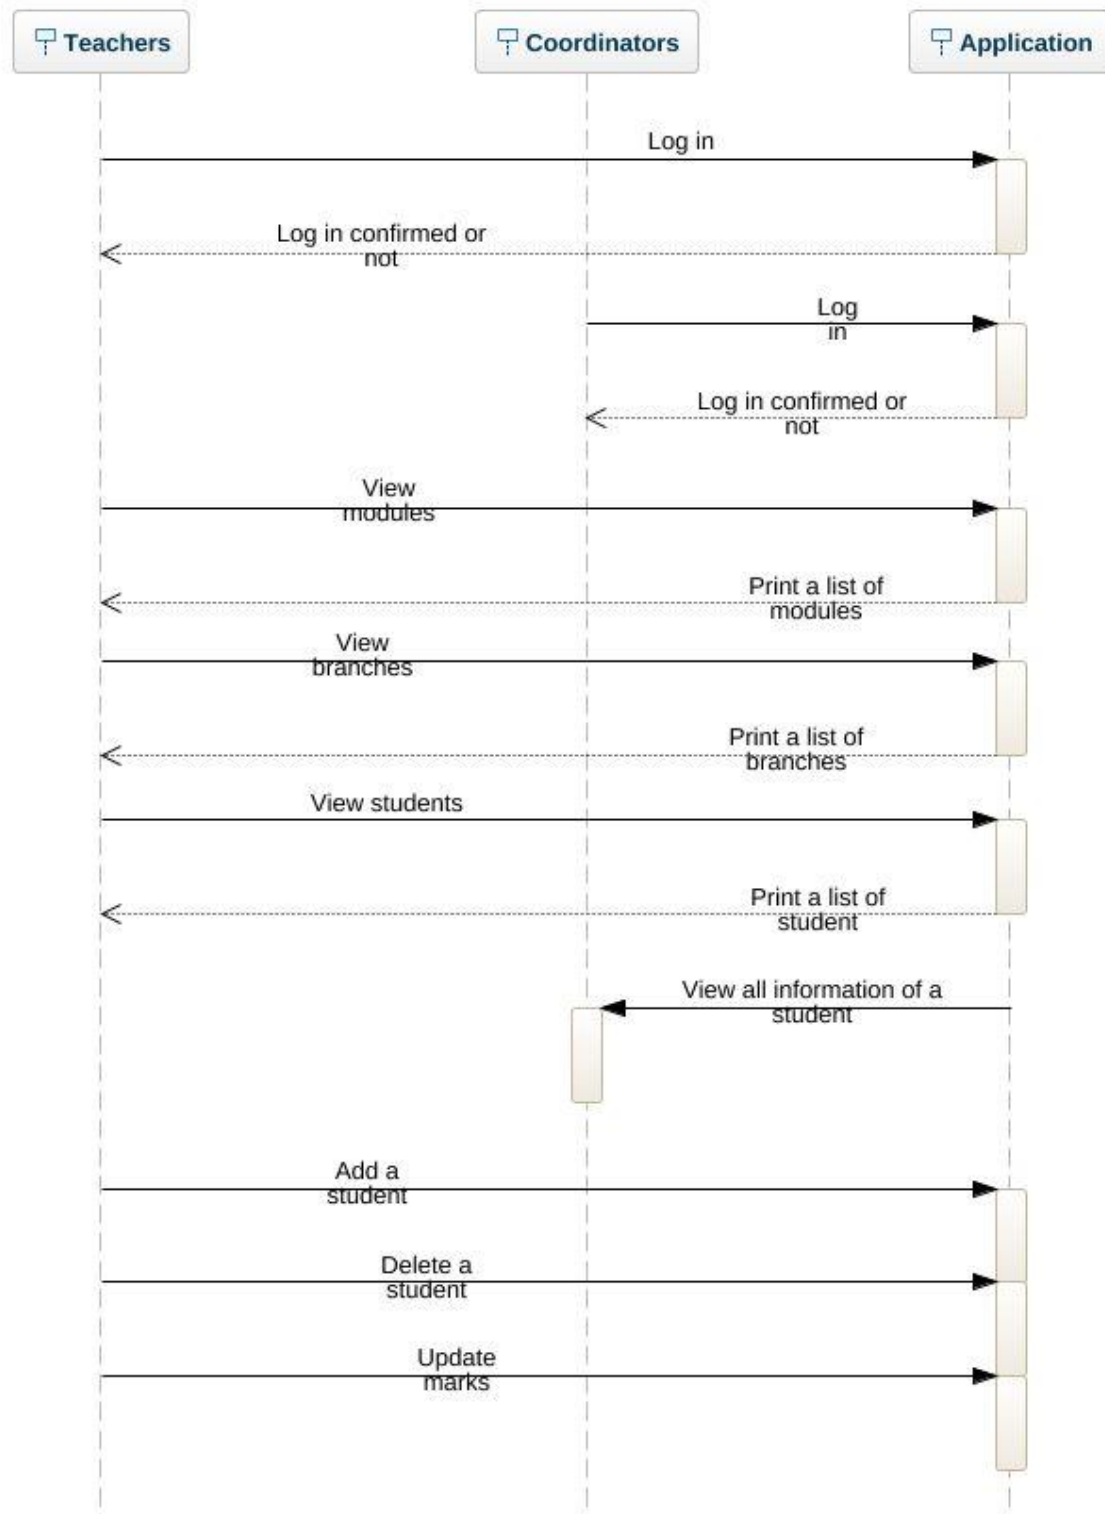 Teachers
Coordinators
Application
Log in
Log in confirmed or
not
Log
in
Log in confirmed or
not
View
modules
Print a list of
modules
View
branches
Print a list of
branches
View students
Print a list of
student
View all information of a
student
Add a
student
Delete a
student
Update
marks